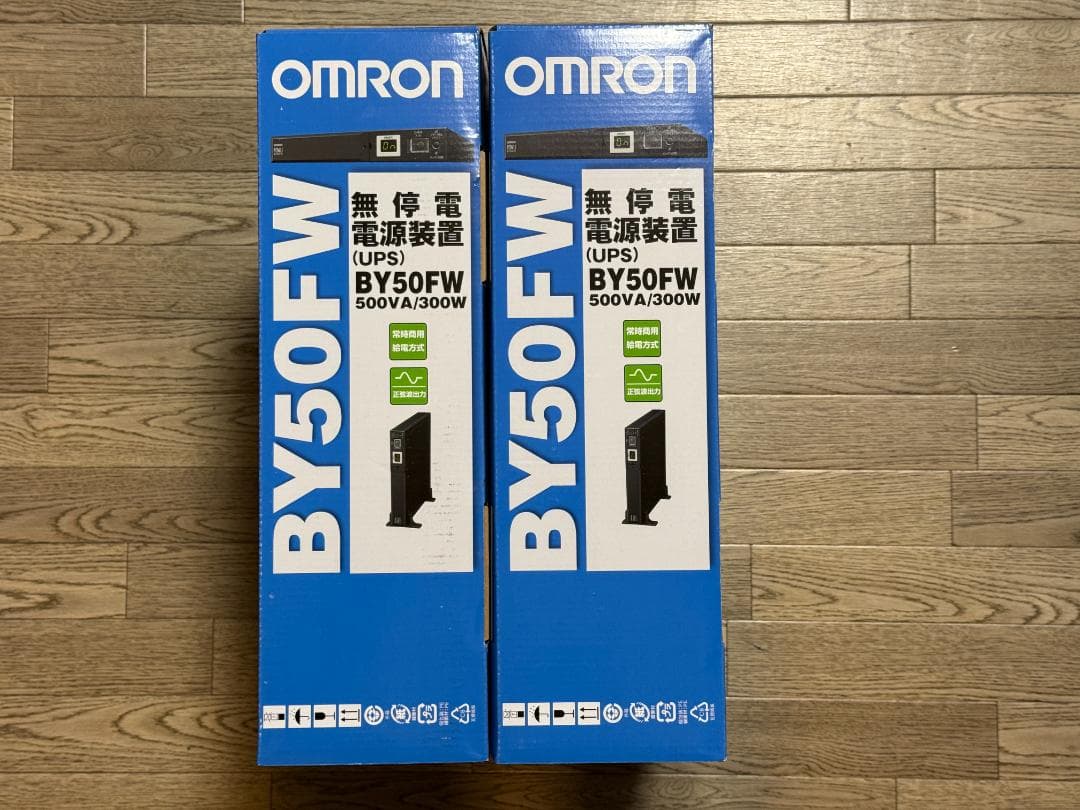 OMRON
On
BY50FW
無停電
電源装置
(UPS)
BY50FW
500VA/300W
常時商用
給電方式
正弦波出力
OMRON
On
BY50FW
無停電
電源装置
(UPS)
BY50FW
500VA/300W
常時商用
給電方式
正弦波出力